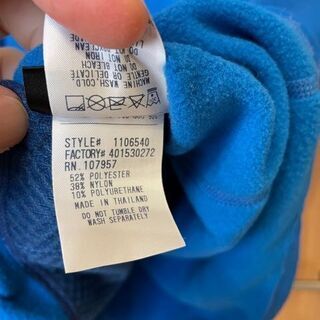 MACHINE WASH COLD.
GENTLE OR DELICATE
DO NOT BLEACH
DO NOT IRON
STYLE# 1106540
FACTORY# 401530272
RN. 107957
52% POLYESTER
38% NYLON
10% POLYURETHANE
MADE IN THAILAND
DO NOT TUMBLE DRY
WASH SEPARATELY